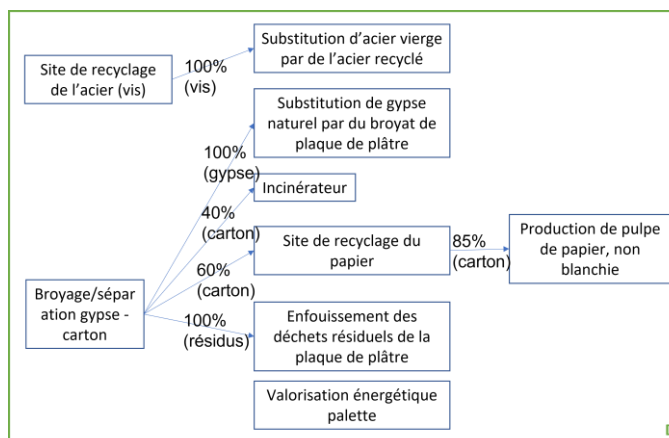 Site de recyclage
de l'acier (vis)
100%
(vis)
Substitution d'acier vierge
par de l'acier recyclé
Substitution de gypse
naturel par du broyat de
plaque de plâtre
100%
(gypse)
Incinérateur
40%
(carton)
Site de recyclage du
papier
85%
(carton)
Production de pulpe
de papier, non
blanchie
60%
(carton)
Broyage/sépar
ation gypse -
carton
100%
(résidus)
Enfouissement des
déchets résiduels de la
plaque de plâtre
Valorisation énergétique
palette